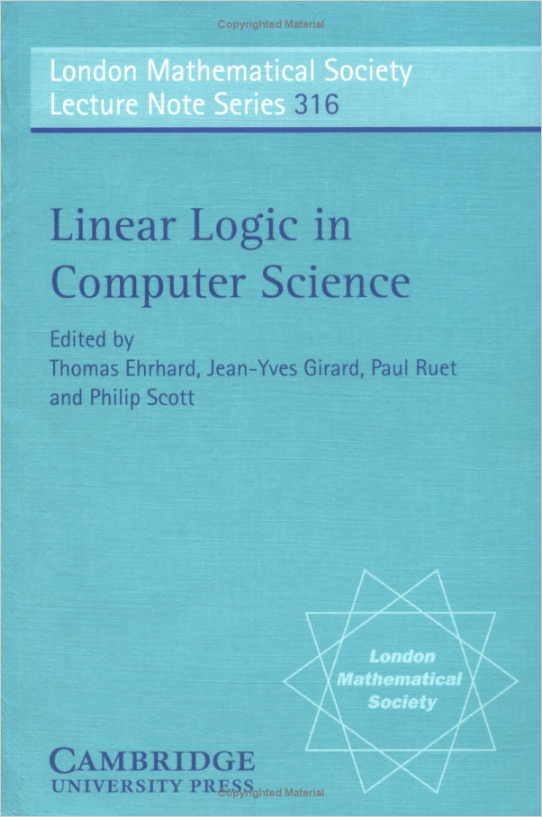 Copyrighted Material
London Mathematical Society
Lecture Note Series 316
Linear Logic in
Computer Science
Edited by
Thomas Ehrhard, Jean-Yves Girard, Paul Ruet
and Philip Scott
London
Mathematical
Society
CAMBRIDGE
UNIVERSITY PRESS
Copyrighted Material